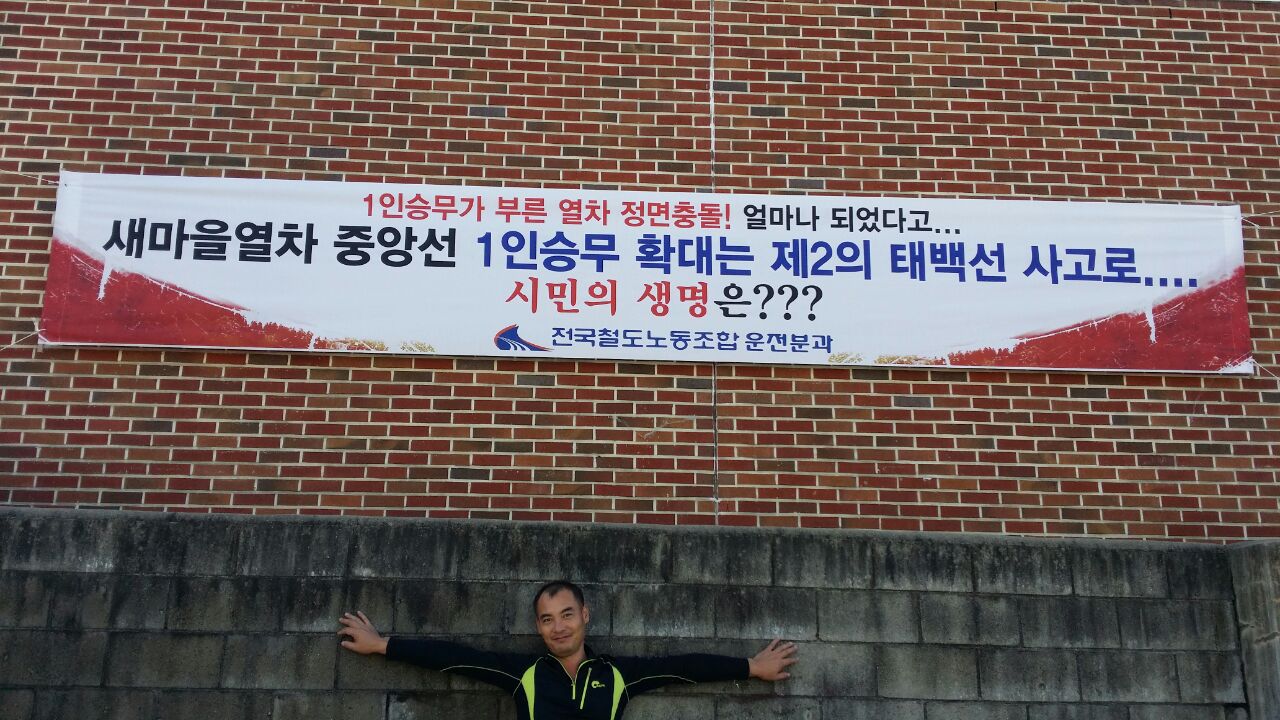 1인승무가 부른 열차 정면충돌! 얼마나 되었다고...
새마을열차 중앙선 1인승무 확대는 제2의 태백선 사고로....
시민의 생명은???
전국철도노동조합 운전분과